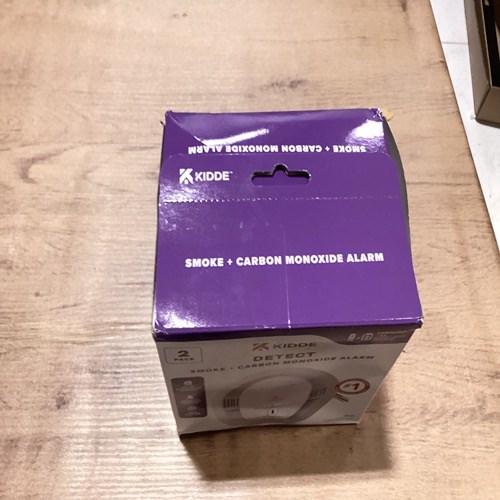 SMOKE + CARBON MONOXIDE ALARM
KIDDE
SMOKE + CARBON MONOXIDE ALARM
KIDDE
2
PACK
DETECT
SMOKE + CARBON MONOXIDE ALARM
#1